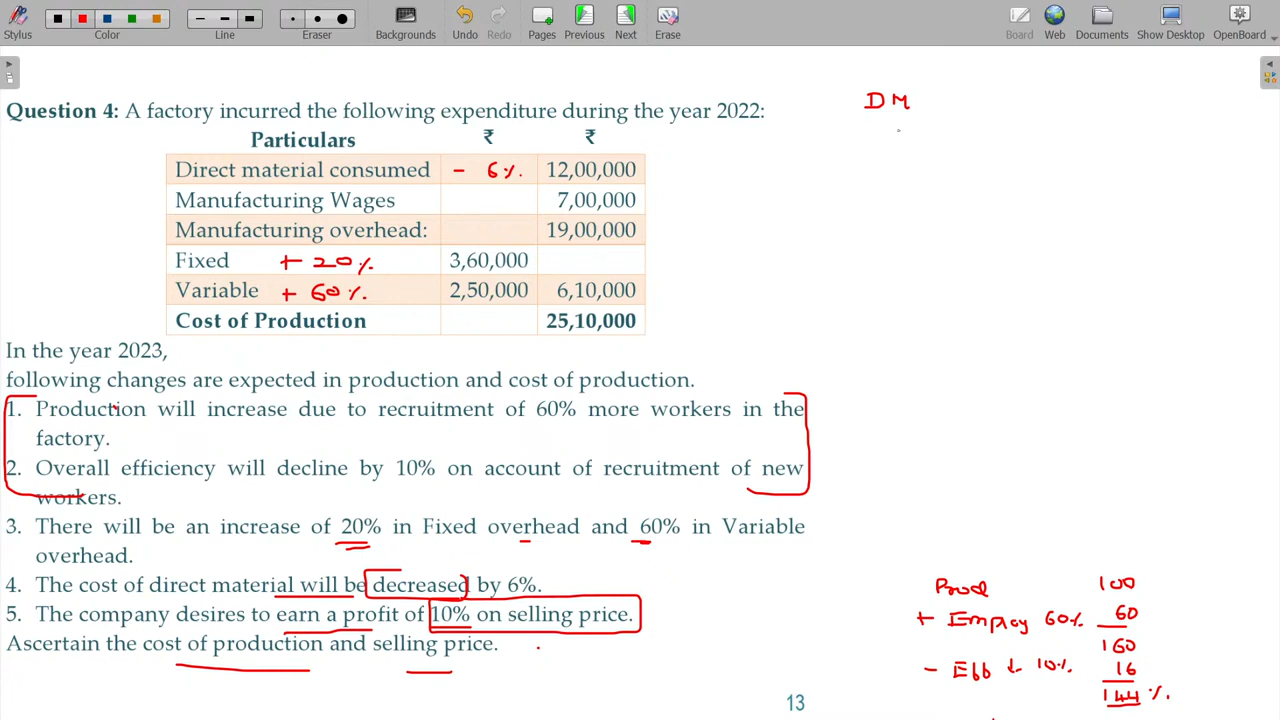 Stylus Color Line Eraser Backgrounds Undo Redo Pages Previous Next Erase Board Web Documents Show Desktop OpenBoard
Question 4: A factory incurred the following expenditure during the year 2022:
Particulars ₹ ₹
Direct material consumed - 6% 12,00,000
Manufacturing Wages 7,00,000
Manufacturing overhead: 19,00,000
Fixed + 20% 3,60,000
Variable + 60% 2,50,000 6,10,000
Cost of Production 25,10,000
In the year 2023,
following changes are expected in production and cost of production.
1. Production will increase due to recruitment of 60% more workers in the
factory.
2. Overall efficiency will decline by 10% on account of recruitment of new
workers.
3. There will be an increase of 20% in Fixed overhead and 60% in Variable
overhead.
4. The cost of direct material will be decreased by 6%.
5. The company desires to earn a profit of 10% on selling price.
Ascertain the cost of production and selling price.
13
DM
Prod 100
+ Employ 60% 60
160
- Eff ↓ 10% 16
144 %